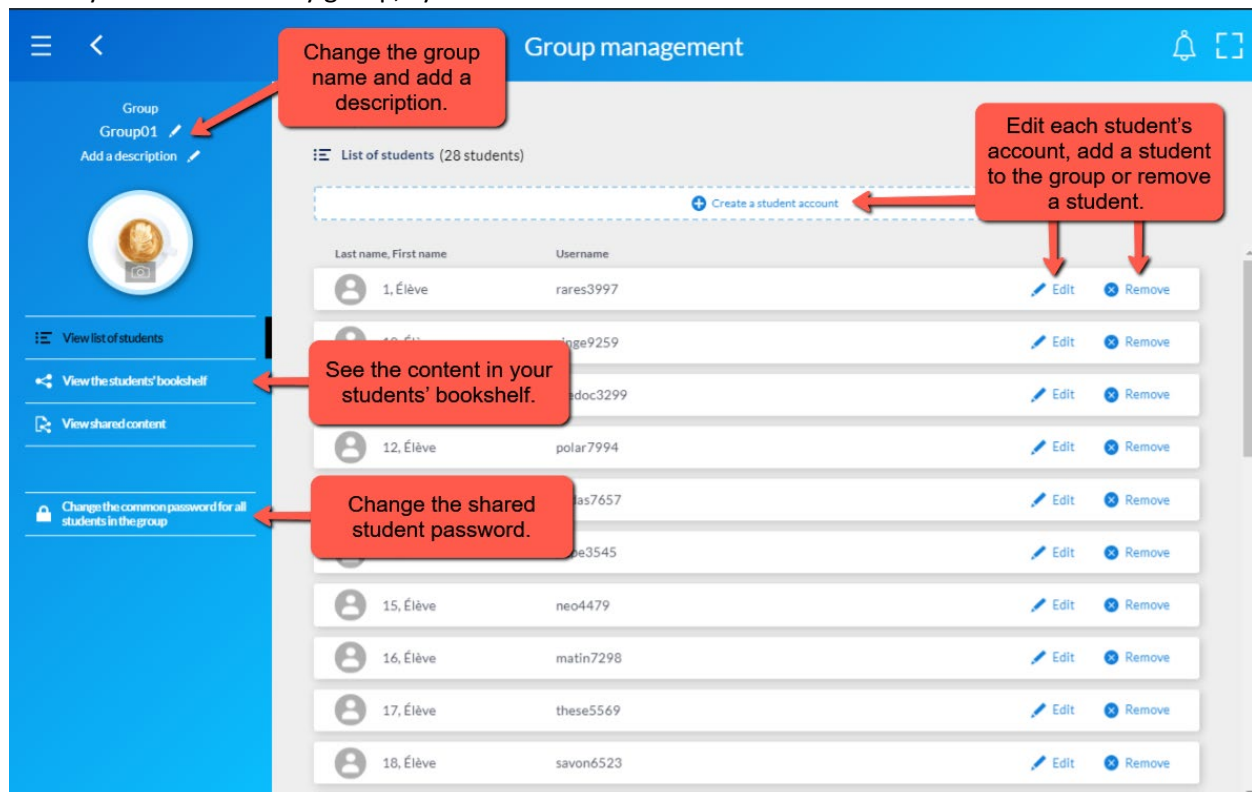 Group management
Change the group
name and add a
description.
Group
Group01
Add a description
List of students (28 students)
Edit each student's
account, add a student
to the group or remove
a student.
Create a student account
Last name, First name Username
1, Élève rares3997 Edit Remove
View list of students
Edit Remove
See the content in your
students' bookshelf.
View the students' bookshelf
Edit Remove
View shared content
12, Élève polar7994 Edit Remove
Change the shared
student password.
Change the common password for all
students in the group
Edit Remove
Edit Remove
15, Élève neo4479 Edit Remove
16, Élève matin7298 Edit Remove
17, Élève these5569 Edit Remove
18, Élève savon6523 Edit Remove